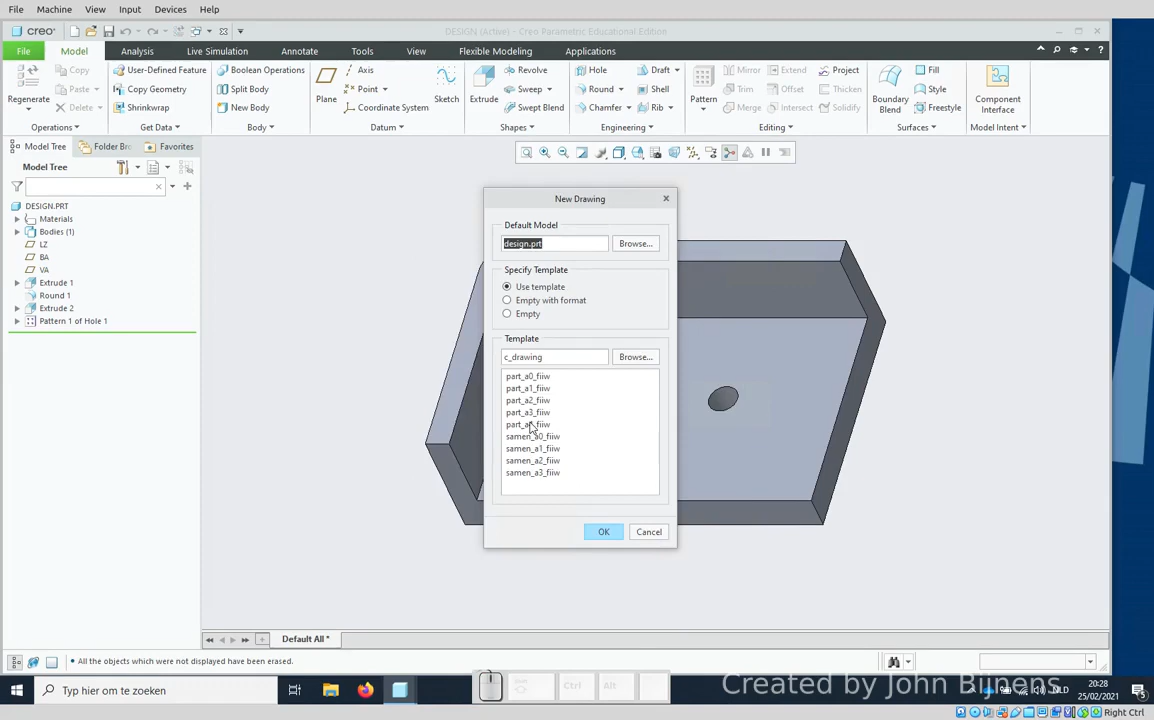 File Machine View Input Devices Help
creo DESIGN (Active) - Creo Parametric Educational Edition
File Model Analysis Live Simulation Annotate Tools View Flexible Modeling Applications
Regenerate Copy Paste Delete
Operations
User-Defined Feature Copy Geometry Shrinkwrap
Get Data
Boolean Operations Split Body New Body
Body
Plane Axis Point Coordinate System Sketch
Datum
Extrude Revolve Sweep Swept Blend
Shapes
Hole Round Chamfer Draft Shell Rib
Engineering
Pattern Mirror Trim Merge Extend Offset Intersect Project Thicken Solidify
Editing
Boundary Blend Fill Style Freestyle
Surfaces
Component Interface
Model Intent
Model Tree Folder Br Favorites
Model Tree
DESIGN.PRT
Materials
Bodies (1)
LZ
BA
VA
Extrude 1
Round 1
Extrude 2
Pattern 1 of Hole 1
New Drawing
Default Model
design.prt Browse...
Specify Template
Use template
Empty with format
Empty
Template
c_drawing Browse...
part_a0_fiiw
part_a1_fiiw
part_a2_fiiw
part_a3_fiiw
samen_a0_fiiw
samen_a1_fiiw
samen_a2_fiiw
samen_a3_fiiw
OK Cancel
Default All *
• All the objects which were not displayed have been erased.
Typ hier om te zoeken
Ctrl Alt
Created by John Bijnens
NLD
20:28
25/02/2021
Right Ctrl